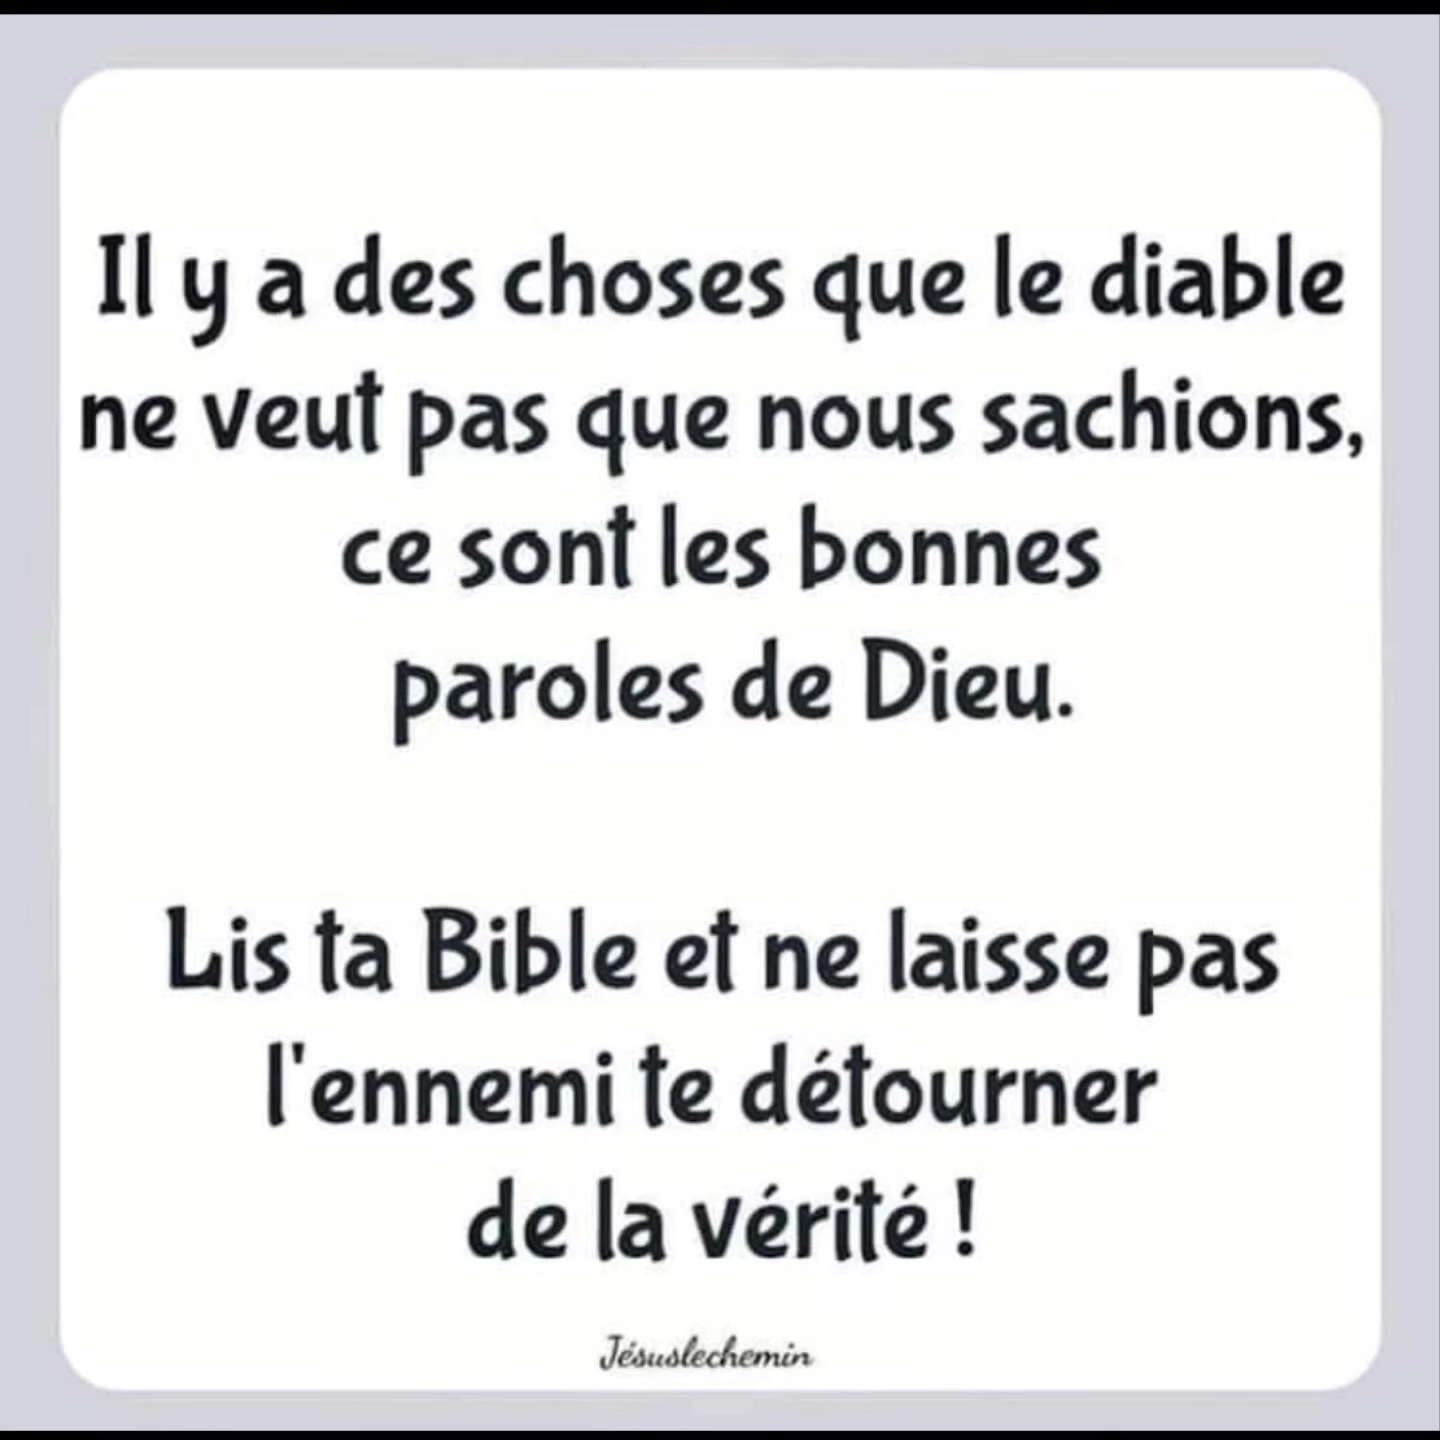 Il y a des choses que le diable
ne veut pas que nous sachions,
ce sont les bonnes
paroles de Dieu.
Lis ta Bible et ne laisse pas
l'ennemi te détourner
de la vérité !
Jésuslechemin